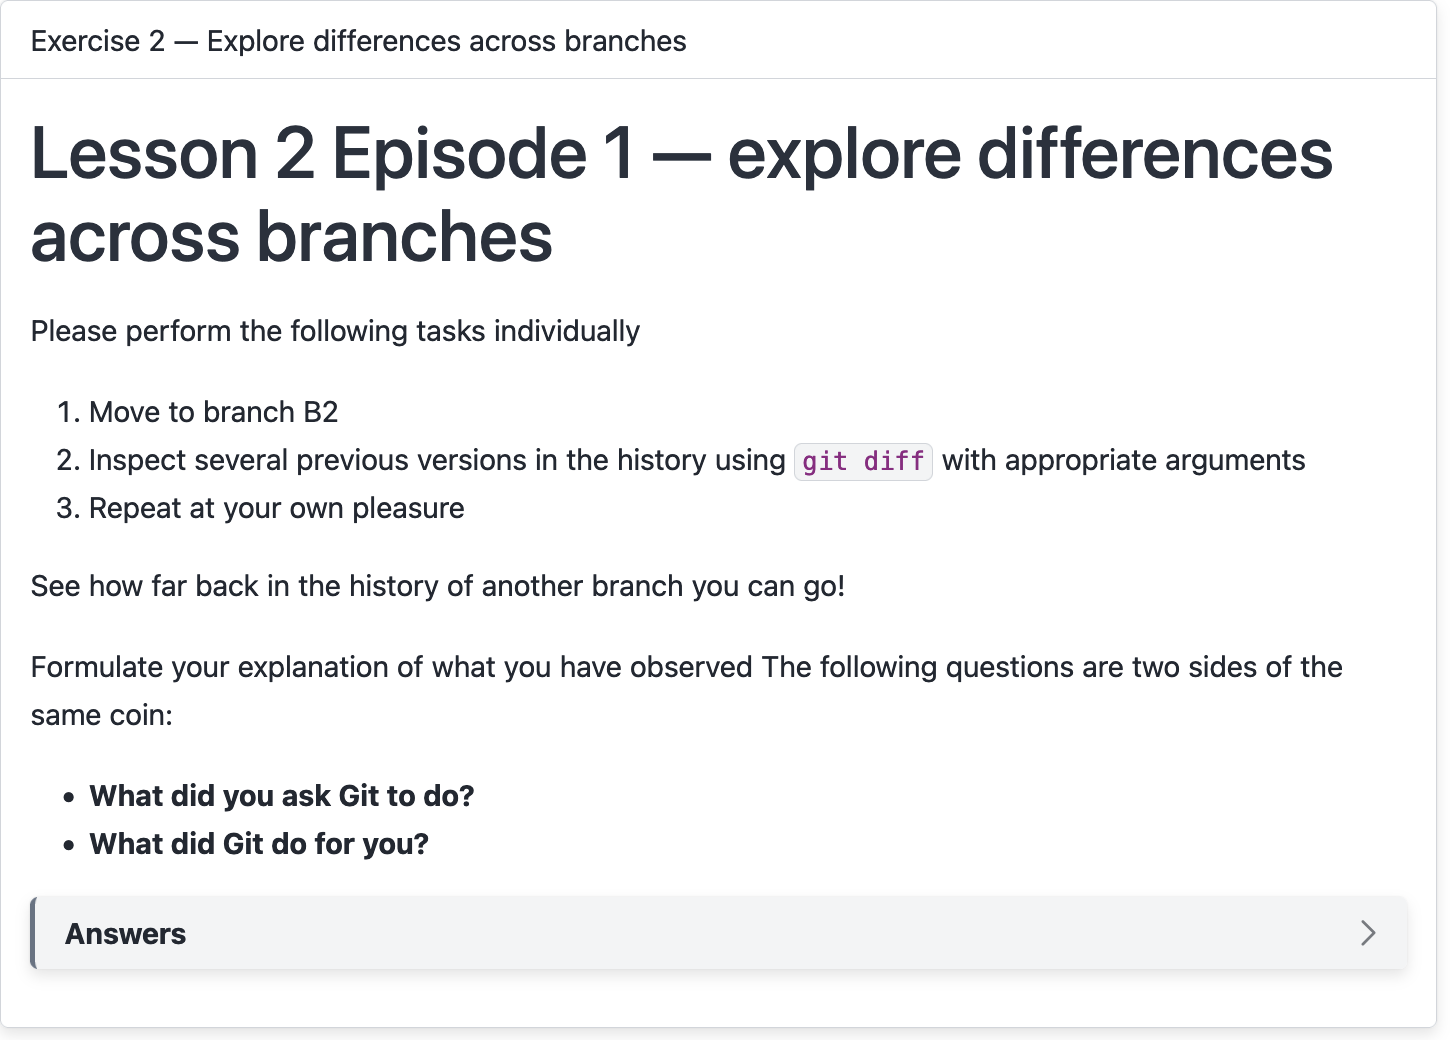 Exercise 2 — Explore differences across branches
Lesson 2 Episode 1 — explore differences
across branches
Please perform the following tasks individually
1. Move to branch B2
2. Inspect several previous versions in the history using git diff with appropriate arguments
3. Repeat at your own pleasure
See how far back in the history of another branch you can go!
Formulate your explanation of what you have observed The following questions are two sides of the
same coin:
• What did you ask Git to do?
• What did Git do for you?
Answers